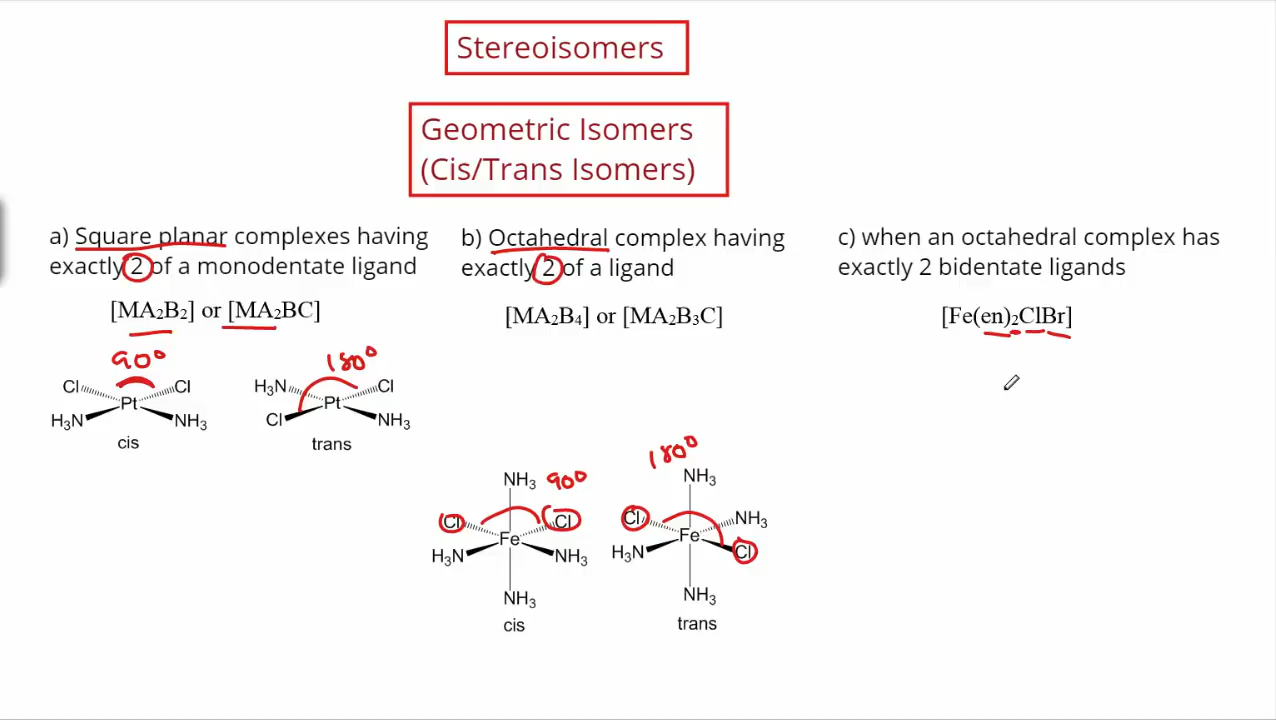 Stereoisomers
Geometric Isomers
(Cis/Trans Isomers)
a) Square planar complexes having
exactly 2 of a monodentate ligand
[MA₂B₂] or [MA₂BC]
90°
180°
Cl Cl
Pt
H₃N NH₃
cis
H₃N Cl
Pt
Cl NH₃
trans
b) Octahedral complex having
exactly 2 of a ligand
[MA₂B₄] or [MA₂B₃C]
NH₃ 90°
Cl Cl
Fe
H₃N NH₃
NH₃
cis
180°
NH₃
Cl NH₃
Fe
H₃N Cl
NH₃
trans
c) when an octahedral complex has
exactly 2 bidentate ligands
[Fe(en)₂ClBr]